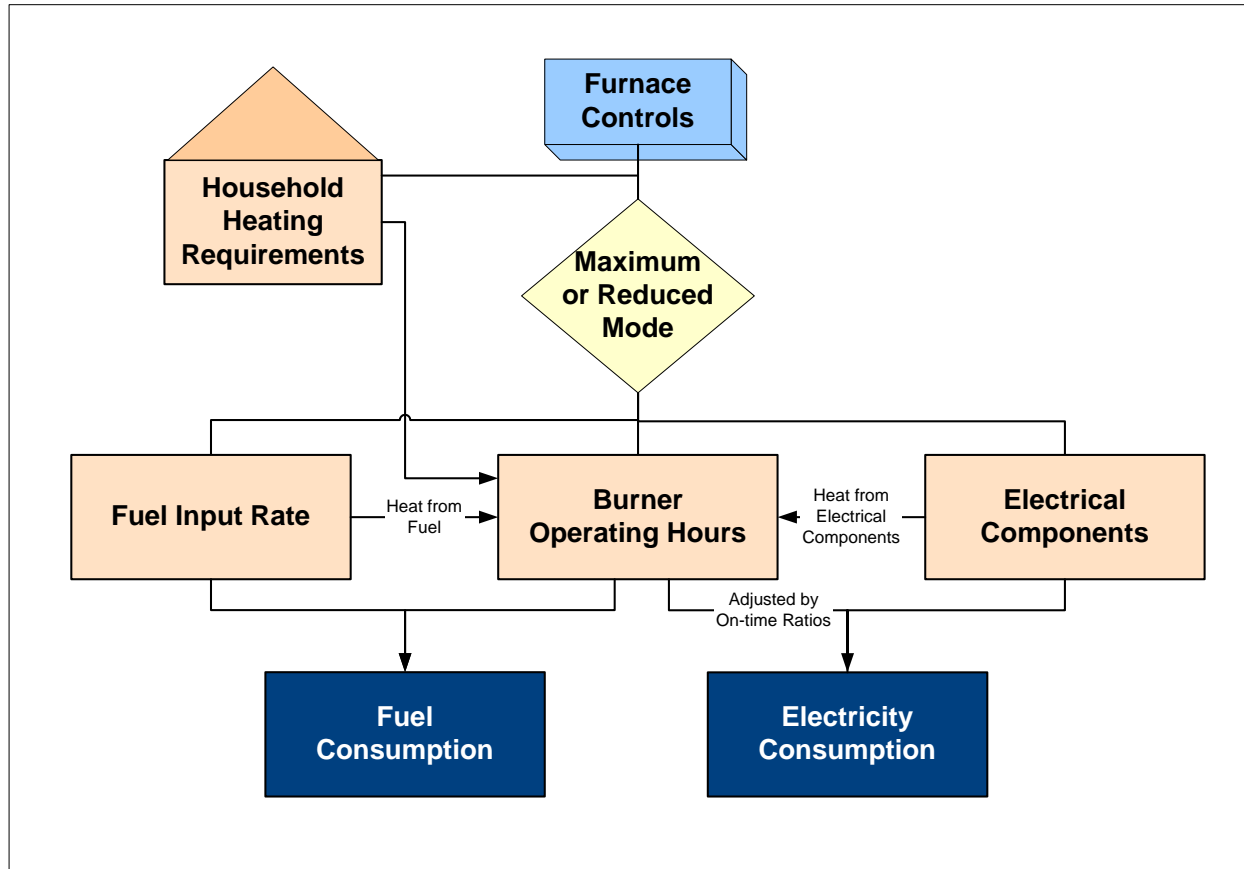 Furnace
Controls
Household
Heating
Requirements
Maximum
or Reduced
Mode
Fuel Input Rate
Heat from
Fuel
Burner
Operating Hours
Heat from
Electrical
Components
Electrical
Components
Adjusted by
On-time Ratios
Fuel
Consumption
Electricity
Consumption